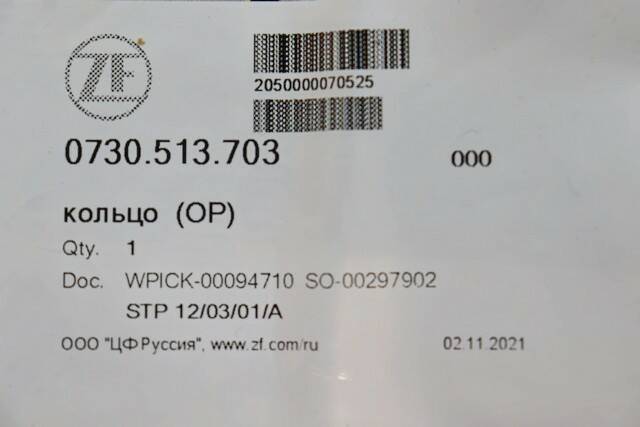 ZF
2050000070525
0730.513.703 000
кольцо (OP)
Qty. 1
Doc. WPICK-00094710 SO-00297902
STP 12/03/01/A
ООО "ЦФ Руссия", www.zf.com/ru 02.11.2021